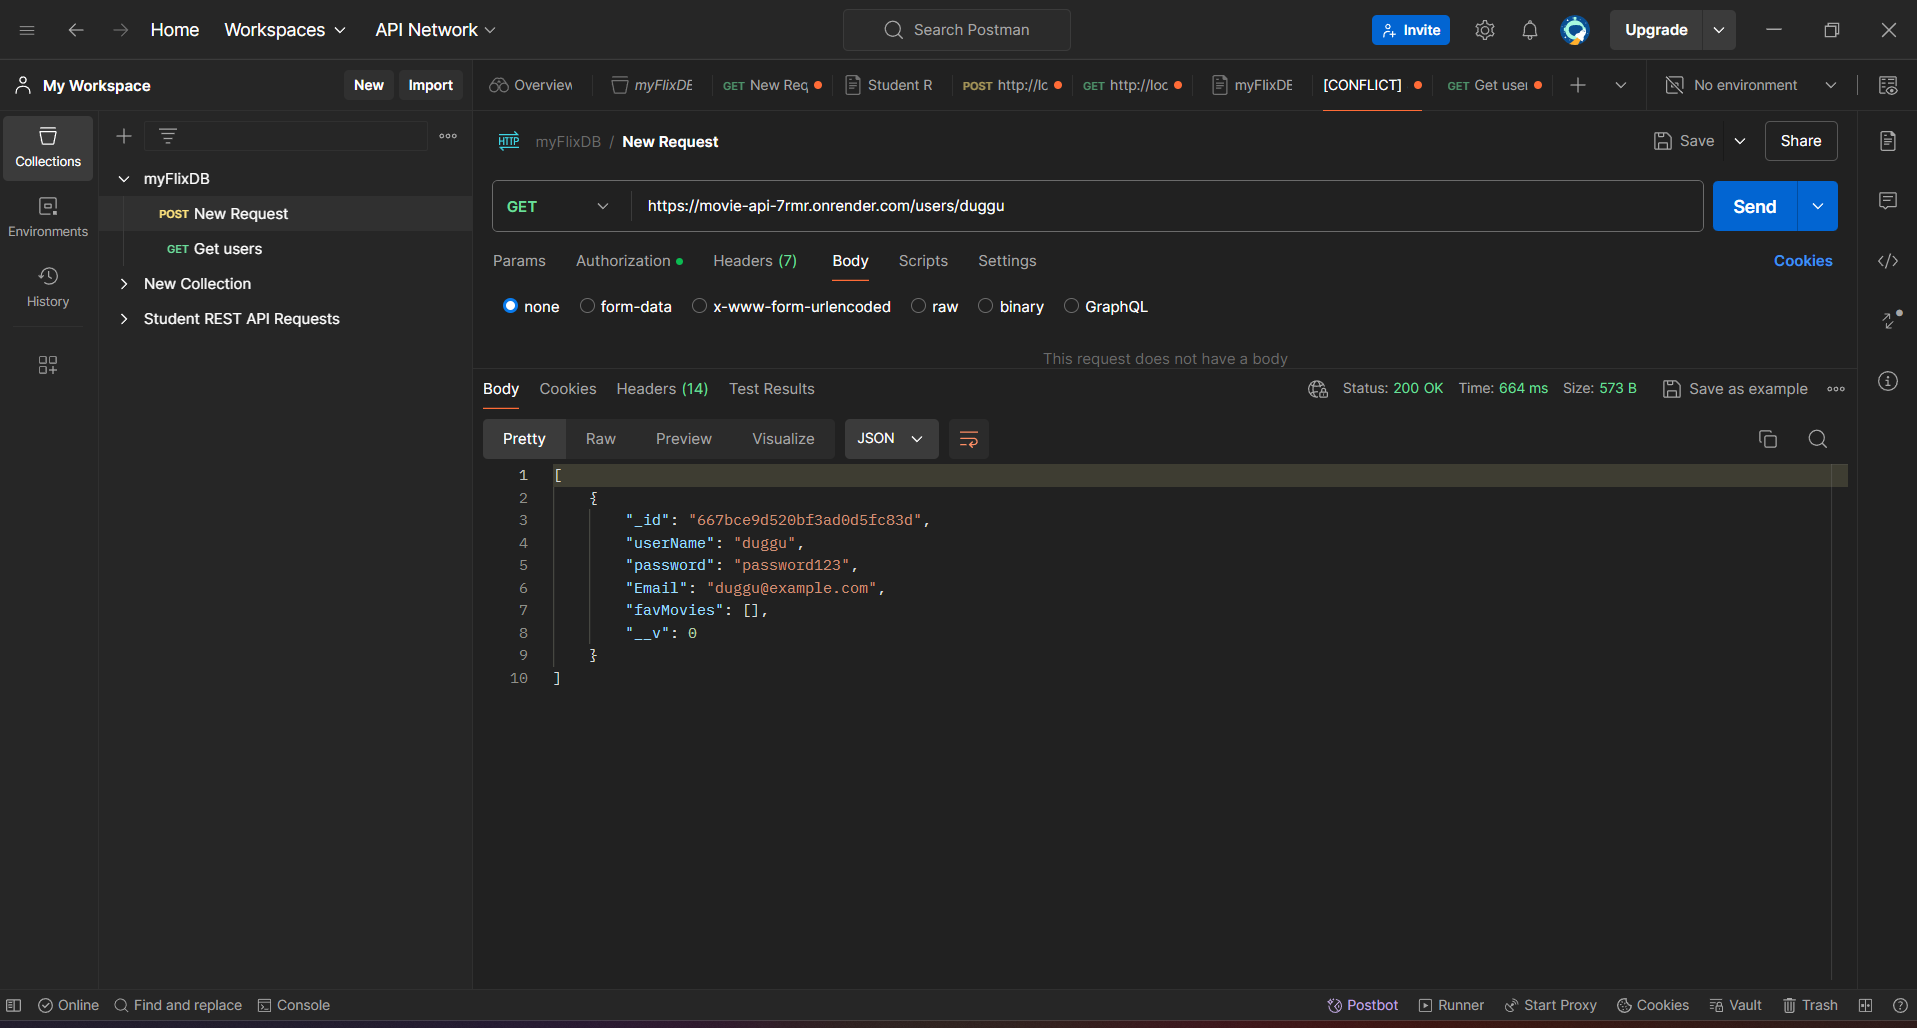 Home Workspaces API Network Search Postman Invite Upgrade
My Workspace New Import Overview myFlixDE GET New Req Student R POST http://lc GET http://loc myFlixDE [CONFLICT] GET Get user No environment
Collections
Environments
History
myFlixDB
POST New Request
GET Get users
New Collection
Student REST API Requests
HTTP myFlixDB / New Request Save Share
GET https://movie-api-7rmr.onrender.com/users/duggu Send
Params Authorization Headers (7) Body Scripts Settings Cookies
none form-data x-www-form-urlencoded raw binary GraphQL
This request does not have a body
Body Cookies Headers (14) Test Results Status: 200 OK Time: 664 ms Size: 573 B Save as example
Pretty Raw Preview Visualize JSON
1 [
2 {
3 "_id": "667bce9d520bf3ad0d5fc83d",
4 "userName": "duggu",
5 "password": "password123",
6 "Email": "duggu@example.com",
7 "favMovies": [],
8 "__v": 0
9 }
10 ]
Online Find and replace Console Postbot Runner Start Proxy Cookies Vault Trash